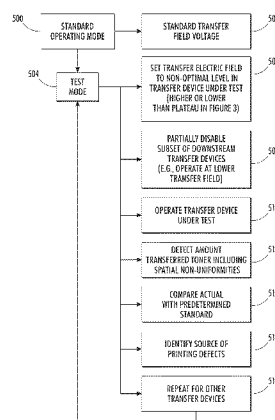 500
STANDARD
OPERATING MODE
STANDARD TRANSFER
FIELD VOLTAGE
504
TEST
MODE
SET TRANSFER ELECTRIC FIELD
TO NON-OPTIMAL LEVEL IN
TRANSFER DEVICE UNDER TEST
(HIGHER OR LOWER
THAN PLATEAU IN FIGURE 3)
PARTIALLY DISABLE
SUBSET OF DOWNSTREAM
TRANSFER DEVICES
(E.G., OPERATE AT LOWER
TRANSFER FIELD)
OPERATE TRANSFER DEVICE
UNDER TEST
DETECT AMOUNT
TRANSFERRED TONER INCLUDING
SPATIAL NON-UNIFORMITIES
COMPARE ACTUAL
WITH PREDETERMINED
STANDARD
IDENTIFY SOURCE OF
PRINTING DEFECTS
REPEAT FOR OTHER
TRANSFER DEVICES